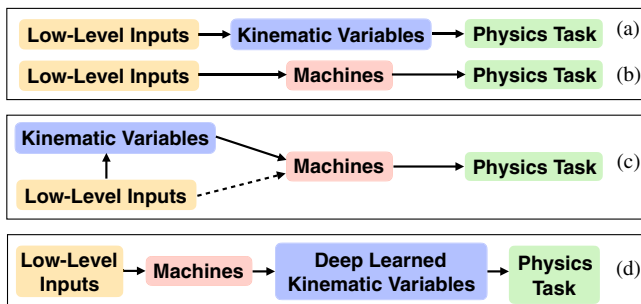 Low-Level Inputs Kinematic Variables Physics Task (a)
Low-Level Inputs Machines Physics Task (b)
Kinematic Variables
Machines Physics Task (c)
Low-Level Inputs
Low-Level Inputs Machines Deep Learned Kinematic Variables Physics Task (d)